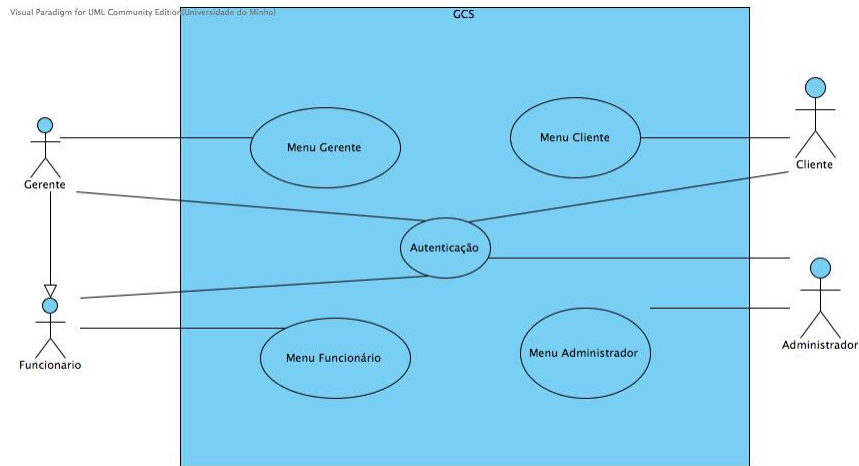 Visual Paradigm for UML Community Edition(Universidade do Minho)
GCS
Menu Gerente
Menu Cliente
Gerente
Cliente
Autenticação
Menu Funcionário
Menu Administrador
Funcionario
Administrador